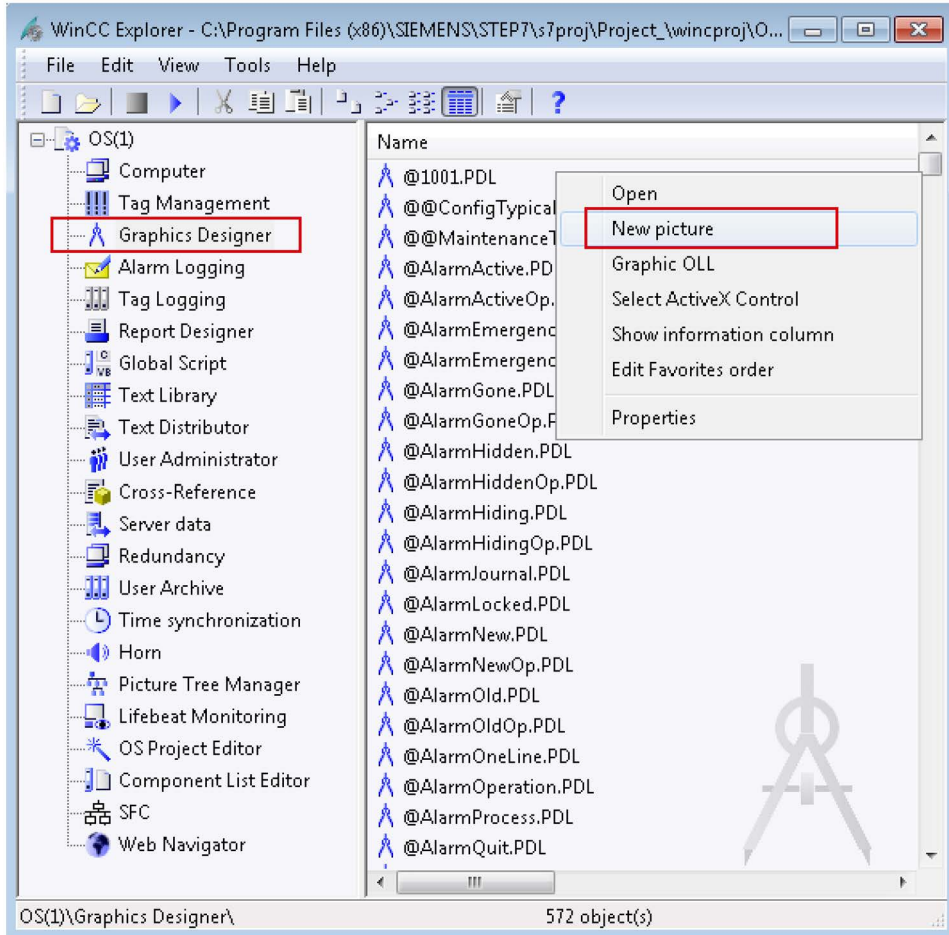 WinCC Explorer - C:\Program Files (x86)\SIEMENS\STEP7\s7proj\Project_\wincproj\O...
File Edit View Tools Help
OS(1)
Computer
Tag Management
Graphics Designer
Alarm Logging
Tag Logging
Report Designer
Global Script
Text Library
Text Distributor
User Administrator
Cross-Reference
Server data
Redundancy
User Archive
Time synchronization
Horn
Picture Tree Manager
Lifebeat Monitoring
OS Project Editor
Component List Editor
SFC
Web Navigator
Name
@1001.PDL
@@ConfigTypical
@@MaintenanceT
@AlarmActive.PD
@AlarmActiveOp.
@AlarmEmergenc
@AlarmEmergenc
@AlarmGone.PDL
@AlarmGoneOp.P
@AlarmHidden.PDL
@AlarmHiddenOp.PDL
@AlarmHiding.PDL
@AlarmHidingOp.PDL
@AlarmJournal.PDL
@AlarmLocked.PDL
@AlarmNew.PDL
@AlarmNewOp.PDL
@AlarmOld.PDL
@AlarmOldOp.PDL
@AlarmOneLine.PDL
@AlarmOperation.PDL
@AlarmProcess.PDL
@AlarmQuit.PDL
Open
New picture
Graphic OLL
Select ActiveX Control
Show information column
Edit Favorites order
Properties
OS(1)\Graphics Designer\
572 object(s)